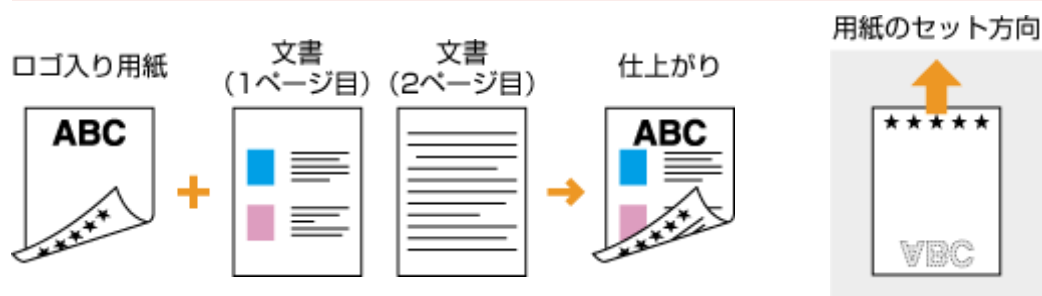 ロゴ入り用紙
文書
(1ページ目)
文書
(2ページ目)
仕上がり
用紙のセット方向
ABC
ABC
★★★★★
★★★★★
★★★★★
ABC